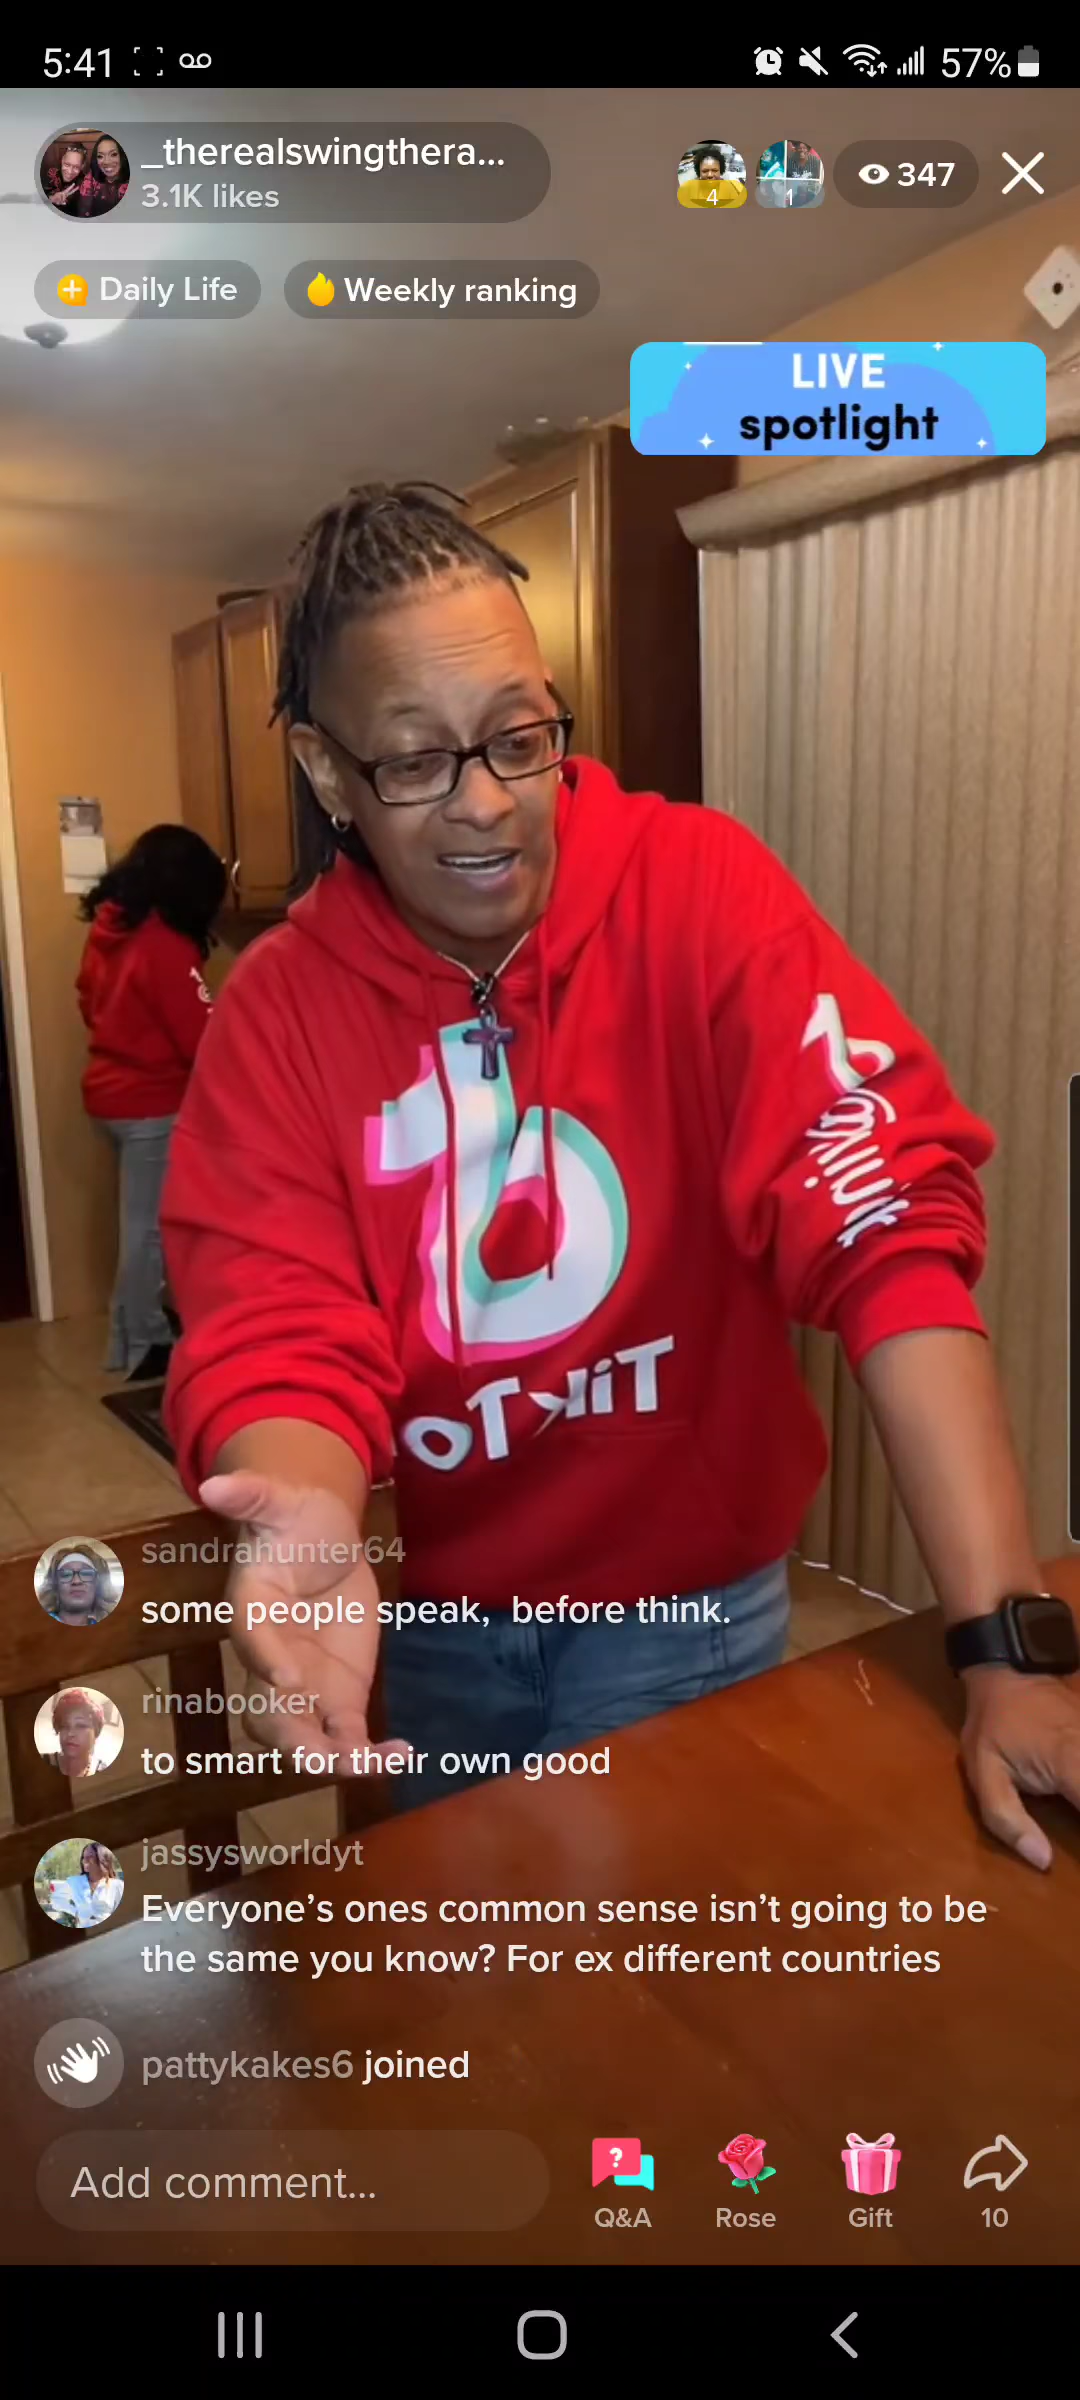 5:41
57%
_therealswingthera...
3.1K likes
4
1
347
Daily Life
Weekly ranking
LIVE
spotlight
TikTok
sandrahunter64
some people speak,  before think.
rinabooker
to smart for their own good
jassysworldyt
Everyone’s ones common sense isn’t going to be
the same you know? For ex different countries
pattykakes6 joined
Add comment...
?
Q&A
Rose
Gift
10